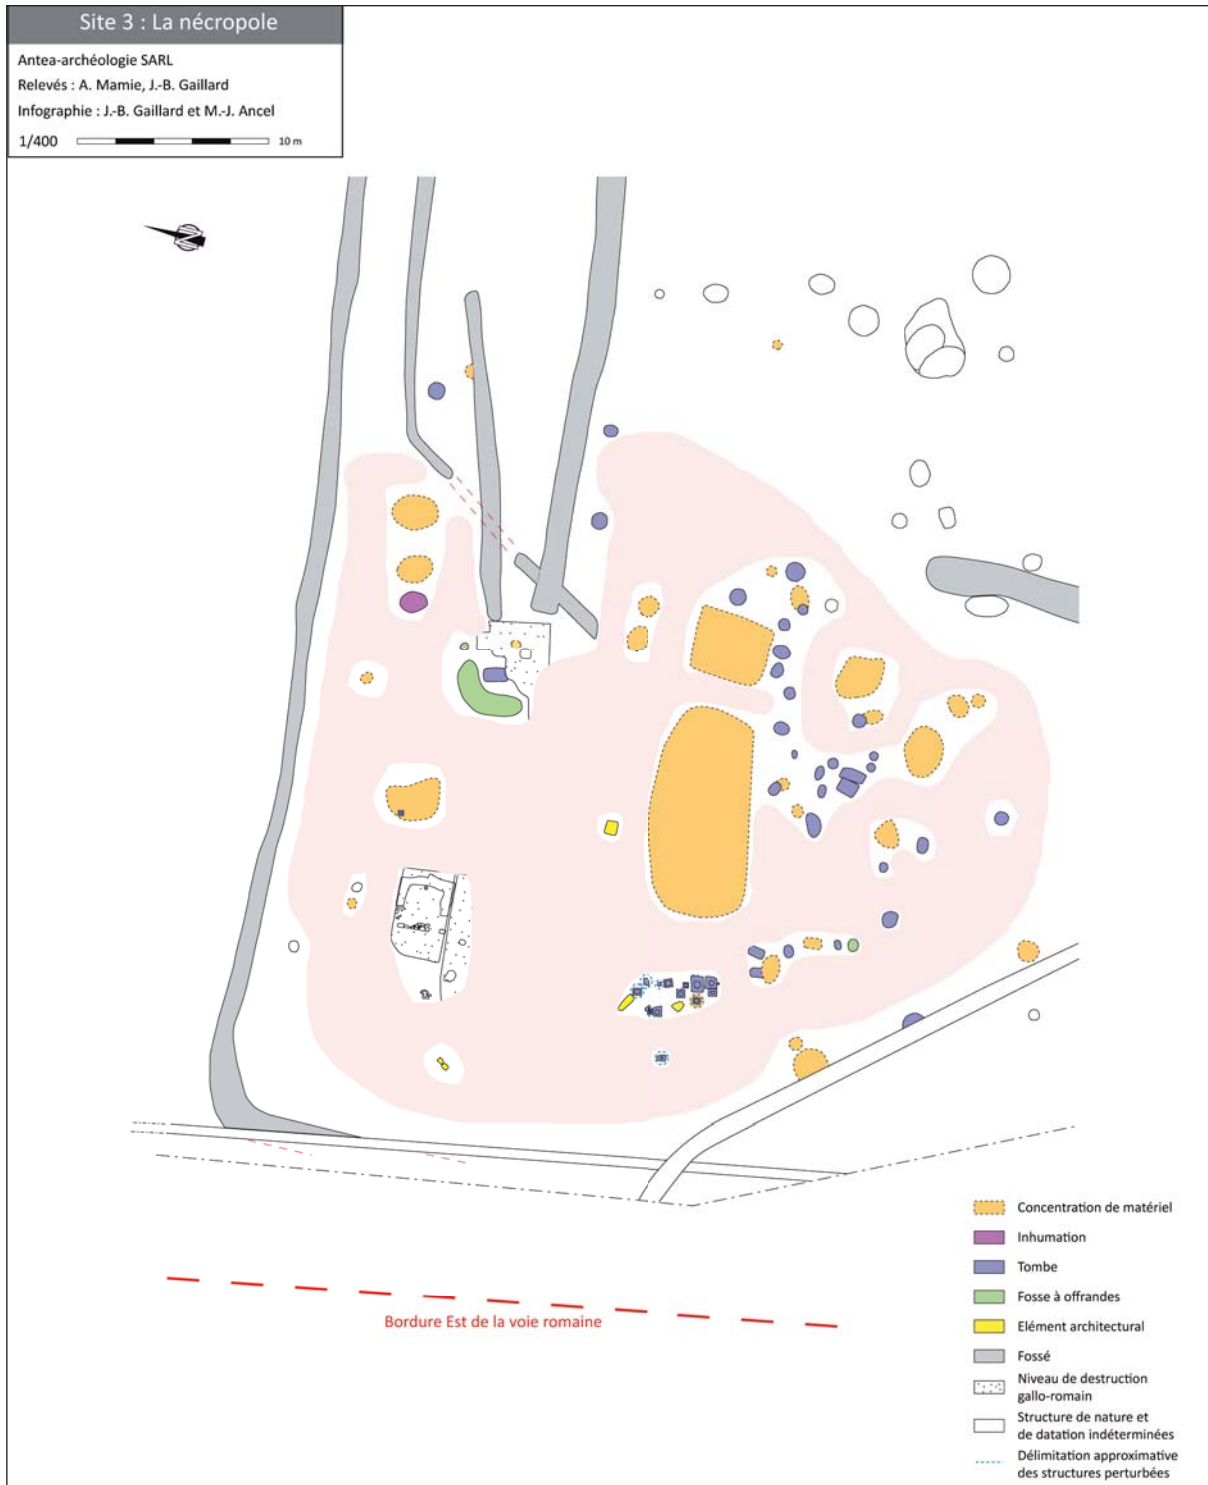 Site 3 : La nécropole
Antea-archéologie SARL
Relevés : A. Mamie, J.-B. Gaillard
Infographie : J.-B. Gaillard et M.-J. Ancel
1/400 10 m
N
Concentration de matériel
Inhumation
Tombe
Fosse à offrandes
Elément architectural
Fossé
Niveau de destruction
gallo-romain
Structure de nature et
de datation indéterminées
Délimitation approximative
des structures perturbées
Bordure Est de la voie romaine